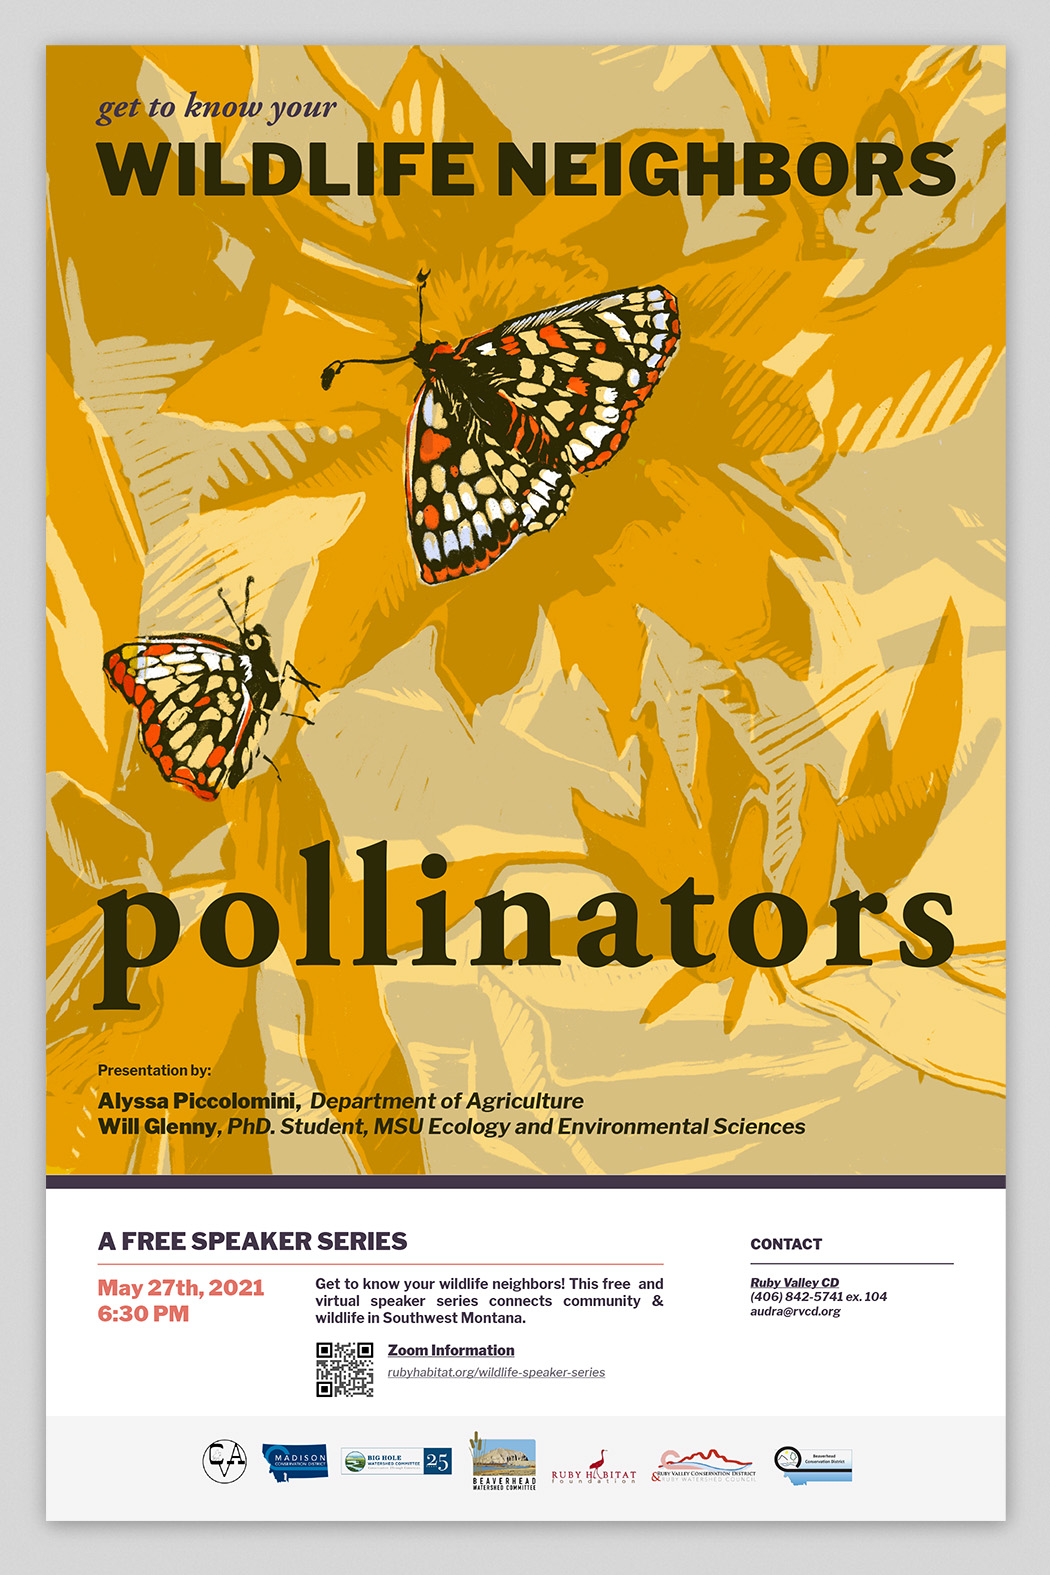 get to know your
WILDLIFE NEIGHBORS
pollinators
Presentation by:
Alyssa Piccolomini, Department of Agriculture
Will Glenny, PhD. Student, MSU Ecology and Environmental Sciences
A FREE SPEAKER SERIES
May 27th, 2021
6:30 PM
Get to know your wildlife neighbors! This free and
virtual speaker series connects community &
wildlife in Southwest Montana.
Zoom Information
rubyhabitat.org/wildlife-speaker-series
CONTACT
Ruby Valley CD
(406) 842-5741 ex. 104
audra@rvcd.org
MADISON
CONSERVATION DISTRICT
BIG HOLE
WATERSHED COMMITTEE
25
BEAVERHEAD
WATERSHED COMMITTEE
RUBY HABITAT
foundation
RUBY VALLEY CONSERVATION DISTRICT
& RUBY WATERSHED COUNCIL
Beaverhead
Conservation District